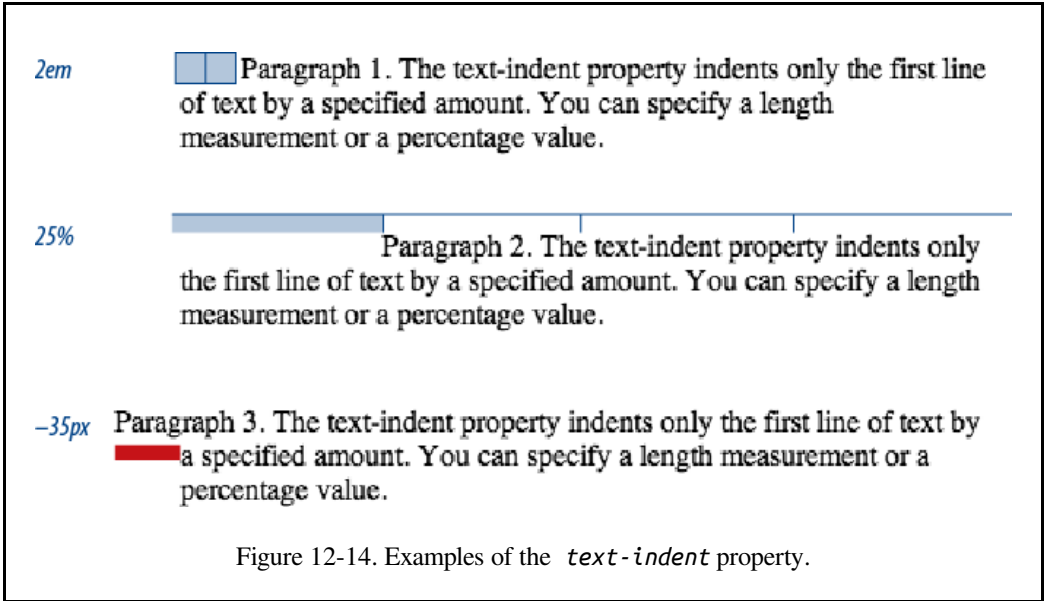 2em
Paragraph 1. The text-indent property indents only the first line
of text by a specified amount. You can specify a length
measurement or a percentage value.
25%
Paragraph 2. The text-indent property indents only
the first line of text by a specified amount. You can specify a length
measurement or a percentage value.
–35px
Paragraph 3. The text-indent property indents only the first line of text by
a specified amount. You can specify a length measurement or a
percentage value.
Figure 12-14. Examples of the text-indent property.